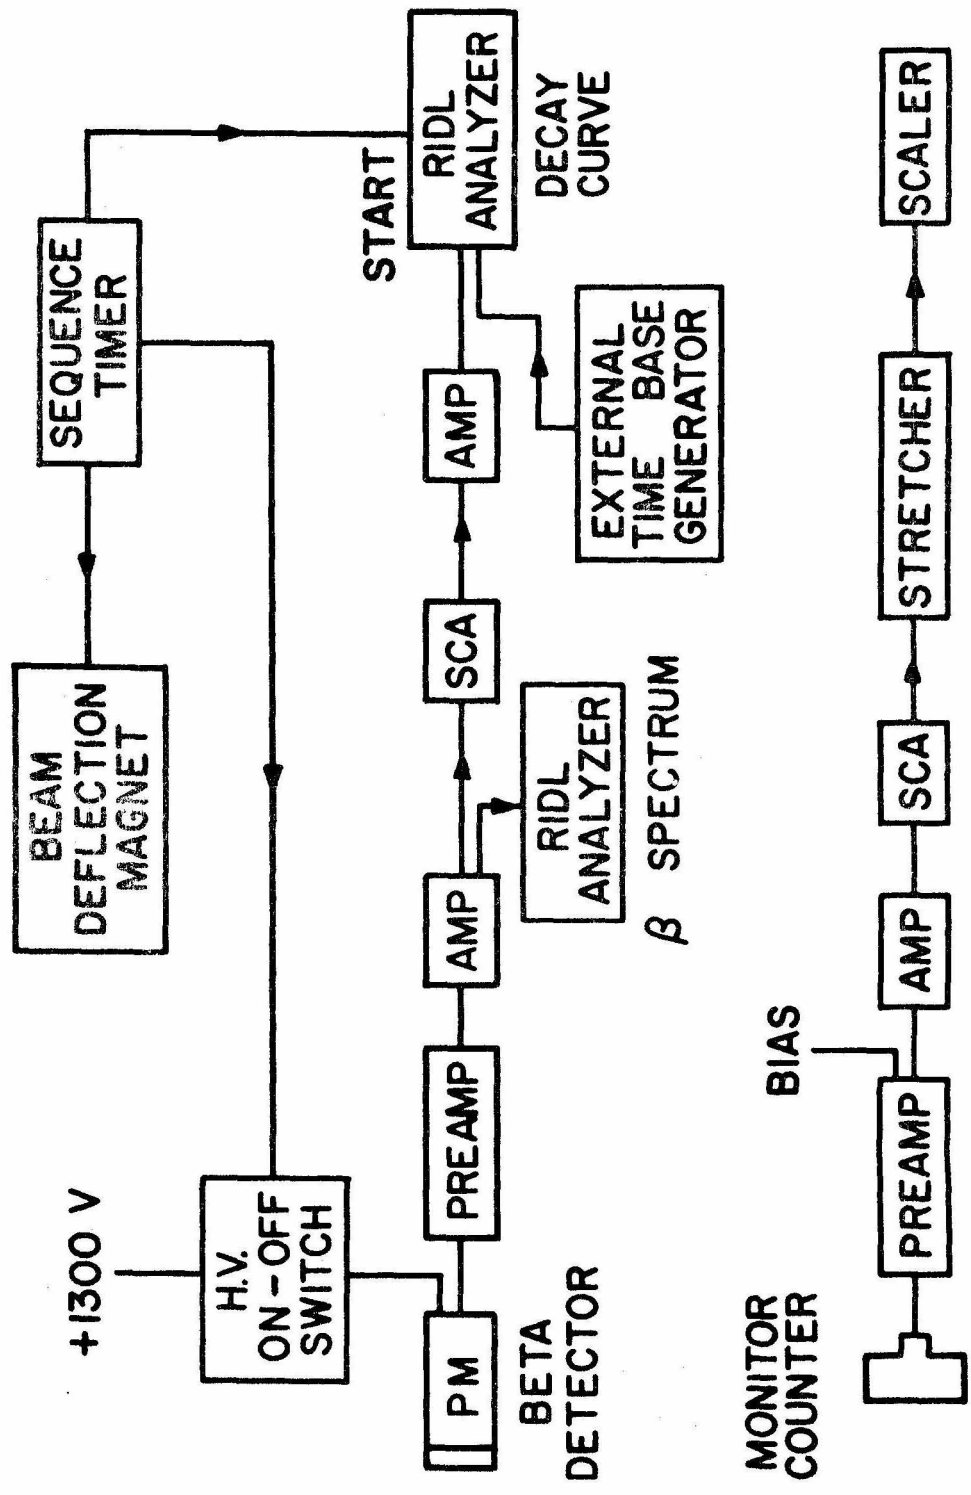 BEAM
DEFLECTION
MAGNET
SEQUENCE
TIMER
+1300 V
H.V.
ON-OFF
SWITCH
START
PM
PREAMP
AMP
SCA
AMP
RIDL
ANALYZER
BETA
DETECTOR
RIDL
ANALYZER
β SPECTRUM
EXTERNAL
TIME BASE
GENERATOR
DECAY
CURVE
MONITOR
COUNTER
BIAS
PREAMP
AMP
SCA
STRETCHER
SCALER